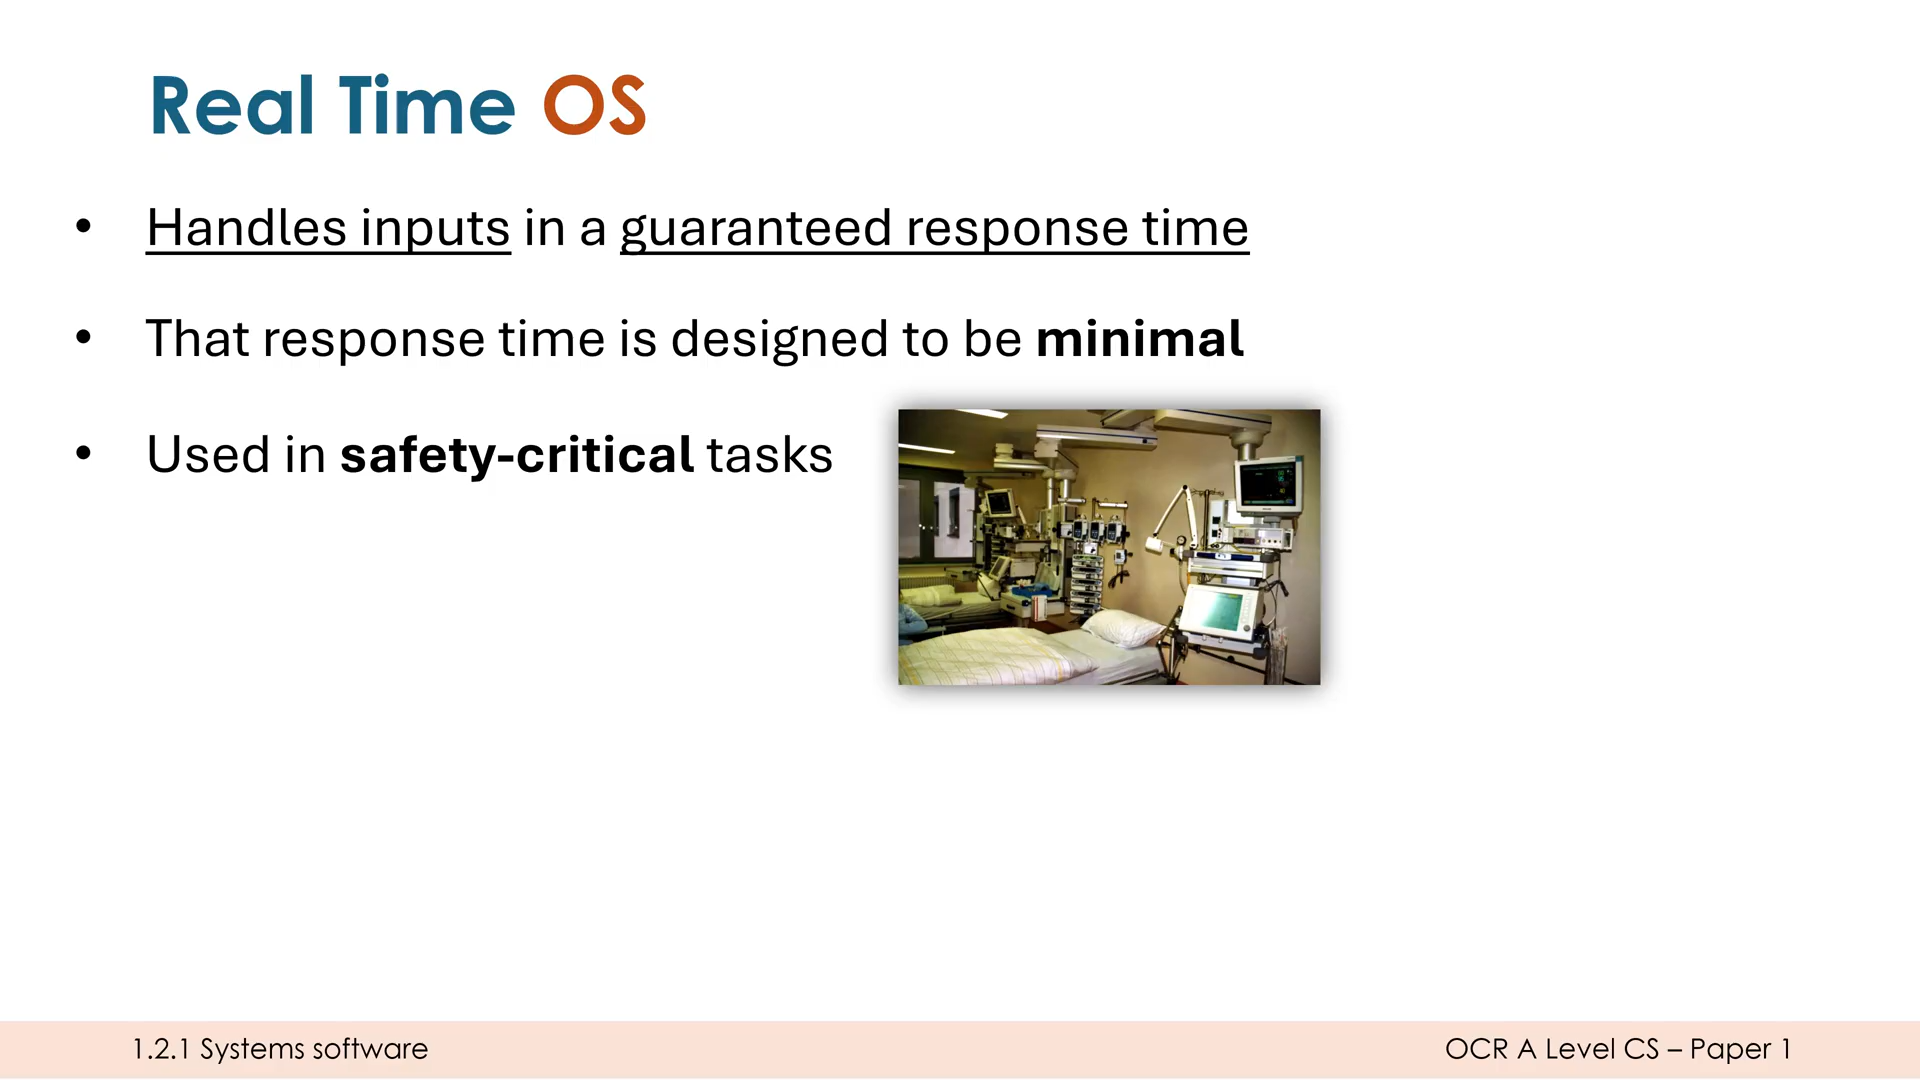 Real Time OS
• Handles inputs in a guaranteed response time
• That response time is designed to be minimal
• Used in safety-critical tasks
1.2.1 Systems software
OCR A Level CS – Paper 1